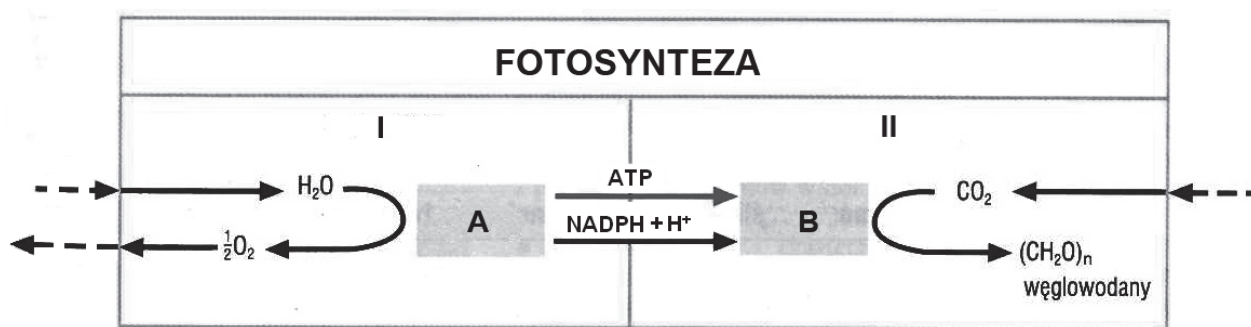 FOTOSYNTEZA
I
II
H₂O
A
ATP
NADPH + H⁺
B
CO₂
½O₂
(CH₂O)ₙ
węglowodany